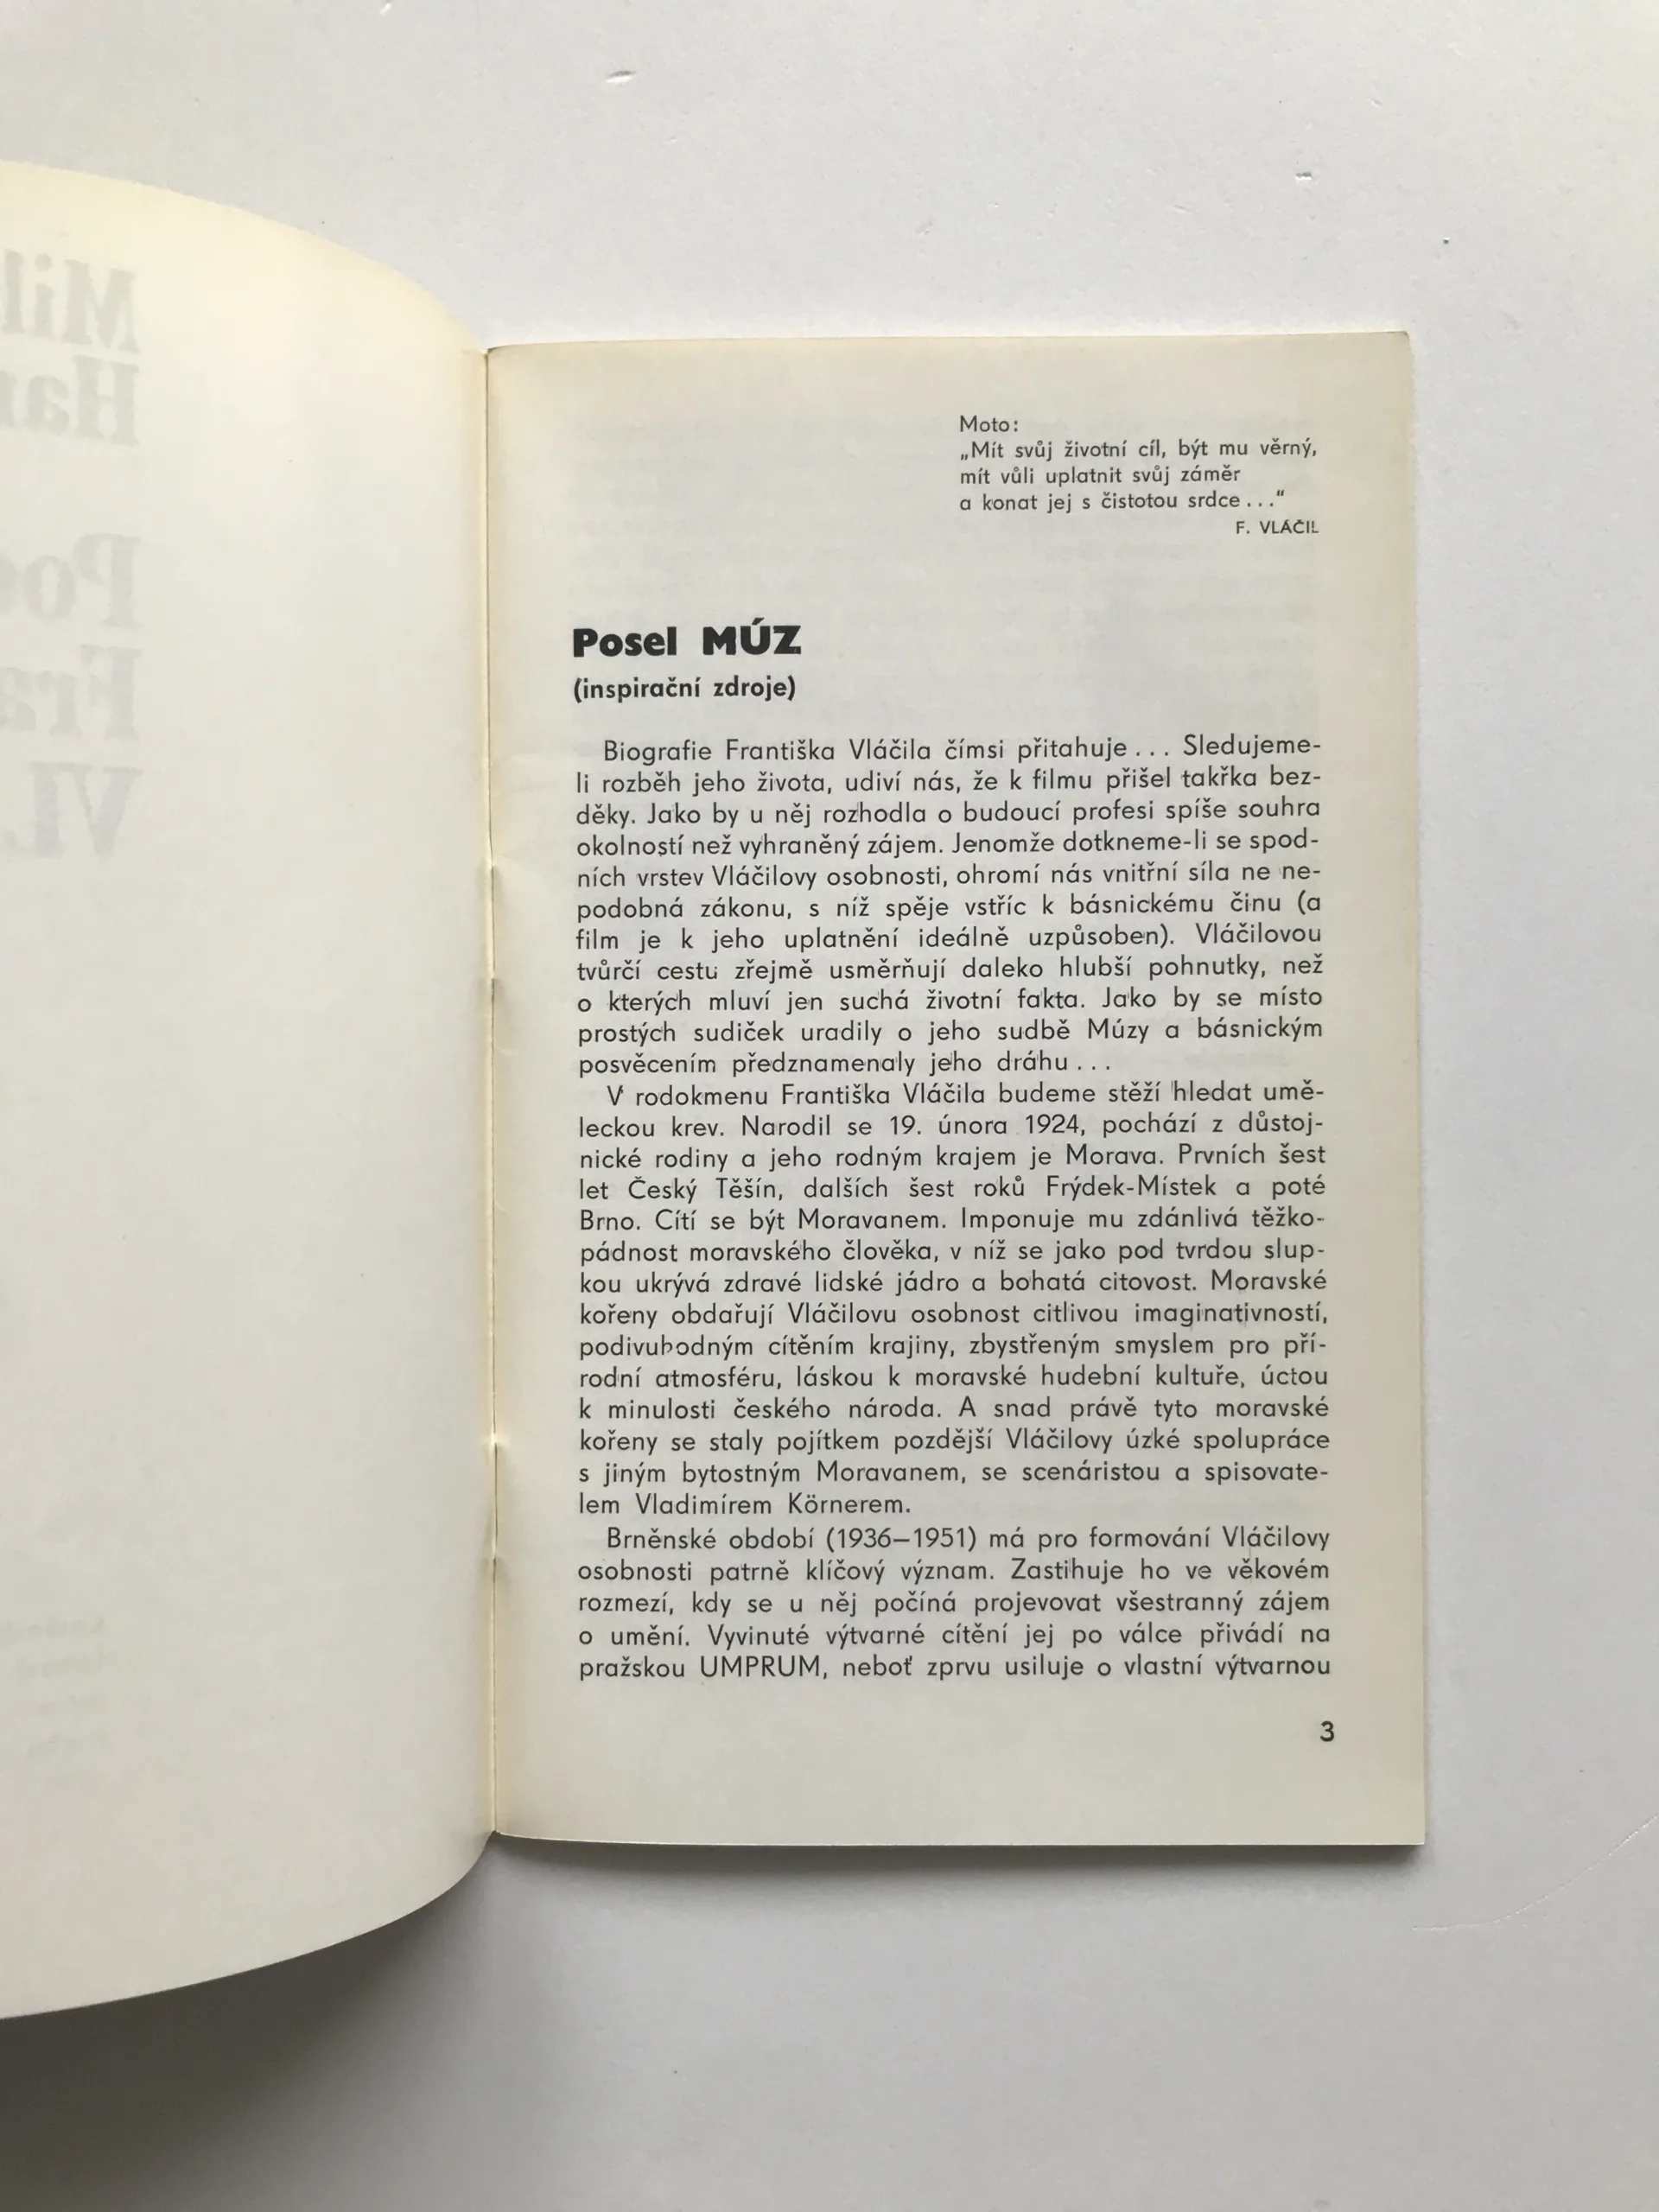 Moto:
„Mít svůj životní cíl, být mu věrný,
mít vůli uplatnit svůj záměr
a konat jej s čistotou srdce..."
F. VLÁČIL
Posel MÚZ
(inspirační zdroje)
Biografie Františka Vláčila čímsi přitahuje... Sledujeme-
li rozběh jeho života, udiví nás, že k filmu přišel takřka bez-
děky. Jako by u něj rozhodla o budoucí profesi spíše souhra
okolností než vyhraněný zájem. Jenomže dotkneme-li se spod-
ních vrstev Vláčilovy osobnosti, ohromí nás vnitřní síla ne ne-
podobná zákonu, s níž spěje vstříc k básnickému činu (a
film je k jeho uplatnění ideálně uzpůsoben). Vláčilovou
tvůrčí cestu zřejmě usměrňují daleko hlubší pohnutky, než
o kterých mluví jen suchá životní fakta. Jako by se místo
prostých sudiček uradily o jeho sudbě Múzy a básnickým
posvěcením předznamenaly jeho dráhu...
V rodokmenu Františka Vláčila budeme stěží hledat umě-
leckou krev. Narodil se 19. února 1924, pochází z důstoj-
nické rodiny a jeho rodným krajem je Morava. Prvních šest
let Český Těšín, dalších šest roků Frýdek-Místek a poté
Brno. Cítí se být Moravanem. Imponuje mu zdánlivá těžko-
pádnost moravského člověka, v níž se jako pod tvrdou slup-
kou ukrývá zdravé lidské jádro a bohatá citovost. Moravské
kořeny obdařují Vláčilovu osobnost citlivou imaginativností,
podivuhodným cítěním krajiny, zbystřeným smyslem pro pří-
rodní atmosféru, láskou k moravské hudební kultuře, úctou
k minulosti českého národa. A snad právě tyto moravské
kořeny se staly pojítkem pozdější Vláčilovy úzké spolupráce
s jiným bytostným Moravanem, se scenáristou a spisovate-
lem Vladimírem Körnerem.
Brněnské období (1936–1951) má pro formování Vláčilovy
osobnosti patrně klíčový význam. Zastihuje ho ve věkovém
rozmezí, kdy se u něj počíná projevovat všestranný zájem
o umění. Vyvinuté výtvarné cítění jej po válce přivádí na
pražskou UMPRUM, neboť zprvu usiluje o vlastní výtvarnou
3